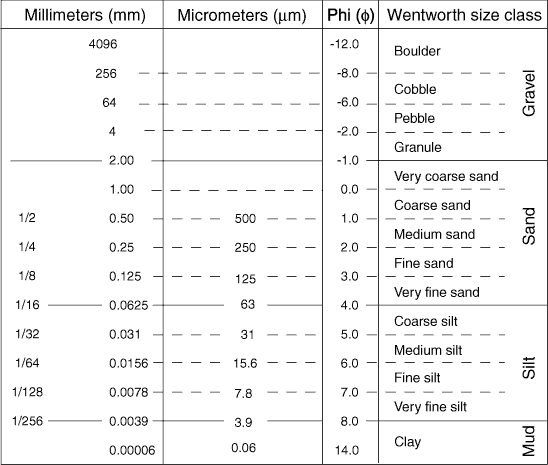 Millimeters (mm) Micrometers (μm) Phi (ϕ) Wentworth size class
4096 -12.0
Boulder
256 -8.0
Cobble
64 -6.0
Pebble
4 -2.0
Granule
Gravel
2.00 -1.0
Very coarse sand
1.00 0.0
Coarse sand
1/2 0.50 500 1.0
Medium sand
1/4 0.25 250 2.0
Fine sand
1/8 0.125 125 3.0
Very fine sand
Sand
1/16 0.0625 63 4.0
Coarse silt
1/32 0.031 31 5.0
Medium silt
1/64 0.0156 15.6 6.0
Fine silt
1/128 0.0078 7.8 7.0
Very fine silt
Silt
1/256 0.0039 3.9 8.0
Clay
0.00006 0.06 14.0
Mud